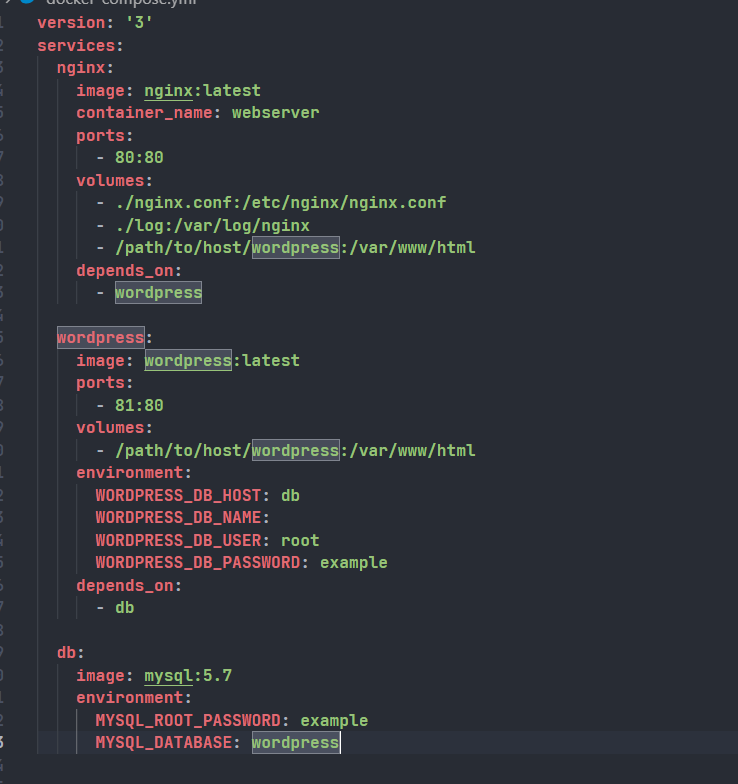 docker-compose.yml
version: '3'
services:
  nginx:
    image: nginx:latest
    container_name: webserver
    ports:
      - 80:80
    volumes:
      - ./nginx.conf:/etc/nginx/nginx.conf
      - ./log:/var/log/nginx
      - /path/to/host/wordpress:/var/www/html
    depends_on:
      - wordpress
  wordpress:
    image: wordpress:latest
    ports:
      - 81:80
    volumes:
      - /path/to/host/wordpress:/var/www/html
    environment:
      WORDPRESS_DB_HOST: db
      WORDPRESS_DB_NAME:
      WORDPRESS_DB_USER: root
      WORDPRESS_DB_PASSWORD: example
    depends_on:
      - db
  db:
    image: mysql:5.7
    environment:
      MYSQL_ROOT_PASSWORD: example
      MYSQL_DATABASE: wordpress